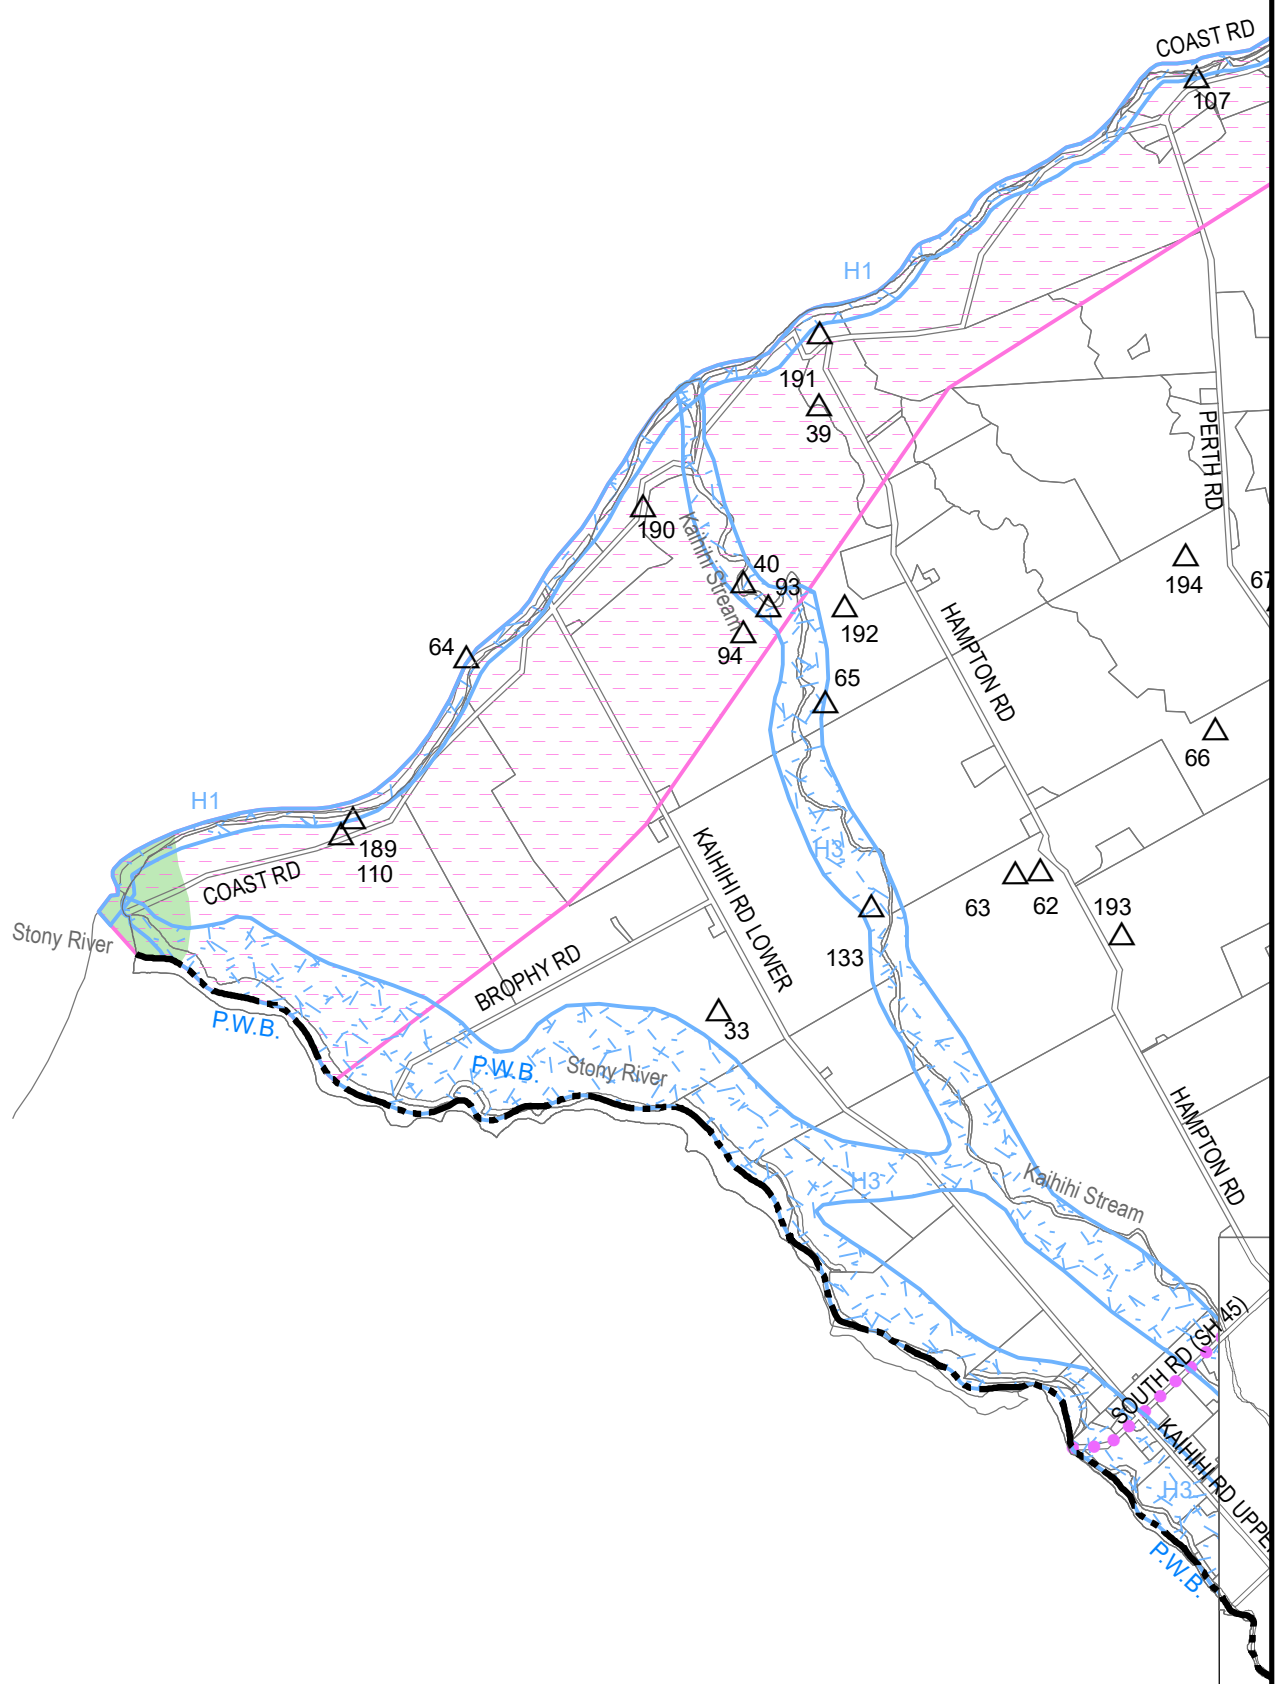 COAST RD
107
H1
191
39
PERTH RD
190
Kaihihi Stream
40
93
194
67
192
94
HAMPTON RD
64
65
66
H1
189
110
COAST RD
KAIHIHI RD LOWER
H3
63
62
193
Stony River
133
BROPHY RD
P.W.B.
33
P.W.B.
Stony River
HAMPTON RD
H3
Kaihihi Stream
SOUTH RD (SH 45)
KAIHIHI RD UPPE
H3
P.W.B.